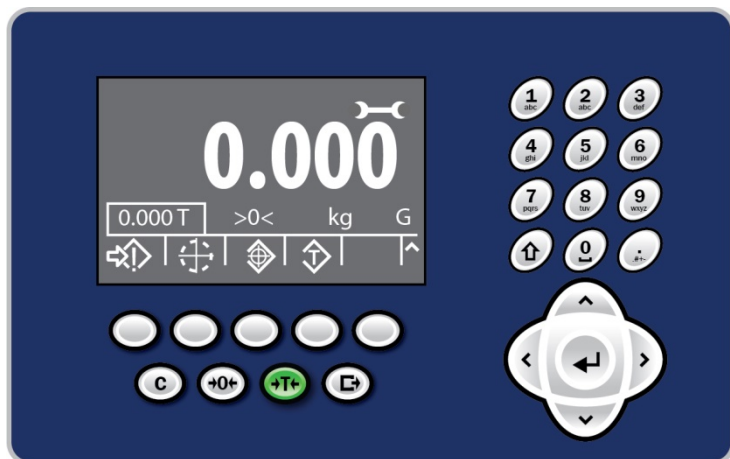 0.000
0.000 T >0< kg G
T
C →0← →T←
1 abc 2 abc 3 def
4 ghi 5 jkl 6 mno
7 pqrs 8 tuv 9 wxyz
0 . .#+-